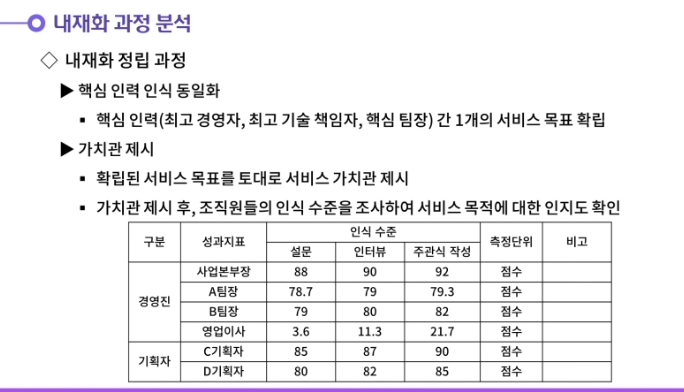 내재화 과정 분석
◇ 내재화 정립 과정
▶ 핵심 인력 인식 동일화
▪ 핵심 인력(최고 경영자, 최고 기술 책임자, 핵심 팀장) 간 1개의 서비스 목표 확립
▶ 가치관 제시
▪ 확립된 서비스 목표를 토대로 서비스 가치관 제시
▪ 가치관 제시 후, 조직원들의 인식 수준을 조사하여 서비스 목적에 대한 인지도 확인
구분 성과지표 인식 수준 측정단위 비고
설문 인터뷰 주관식 작성
경영진 사업본부장 88 90 92 점수
A팀장 78.7 79 79.3 점수
B팀장 79 80 82 점수
영업이사 3.6 11.3 21.7 점수
기획자 C기획자 85 87 90 점수
D기획자 80 82 85 점수